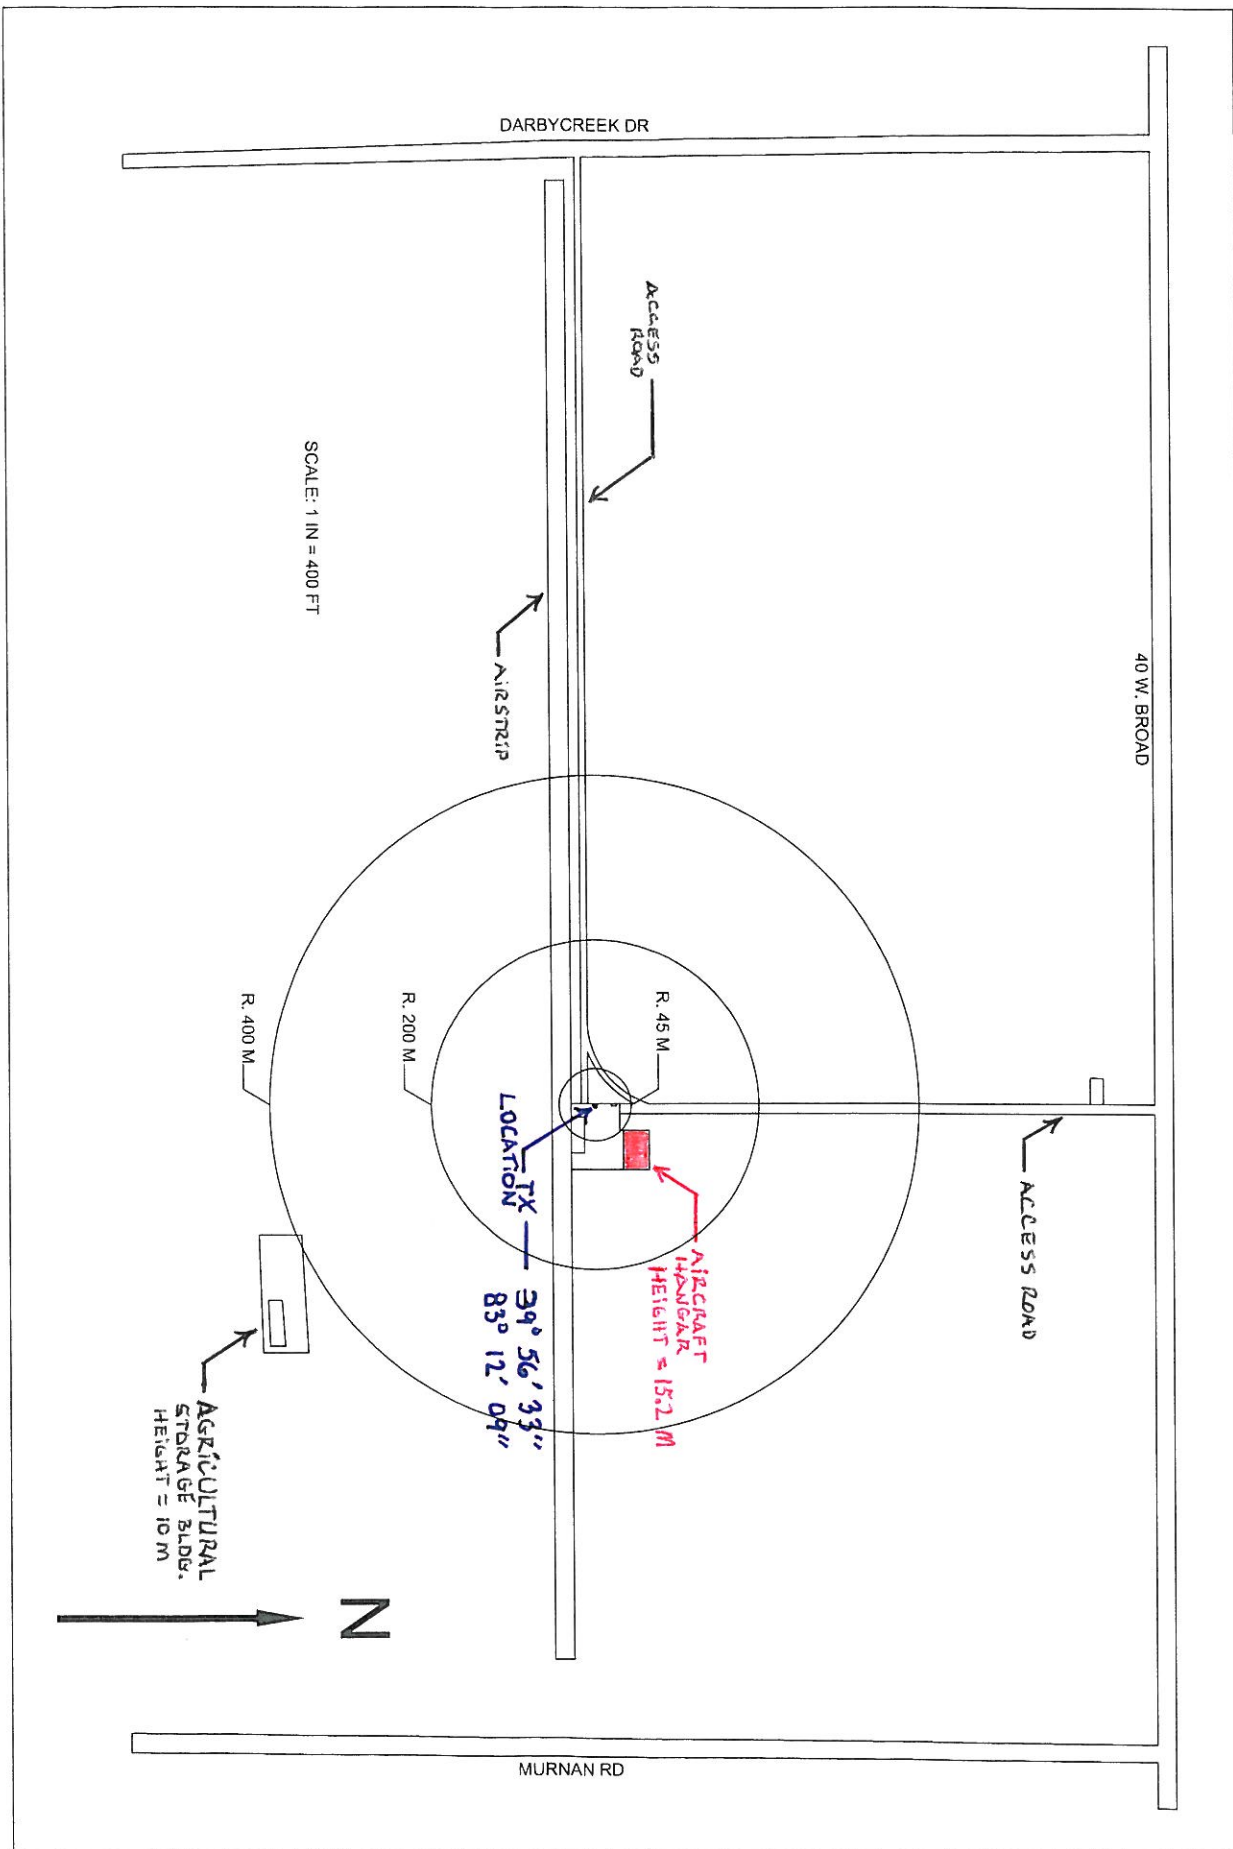 DARBYCREEK DR
40 W. BROAD
ACCESS
ROAD
SCALE: 1 IN = 400 FT
AIRSTRIP
R. 45 M
R. 200 M
R. 400 M
ACCESS ROAD
AIRCRAFT
HANGAR
HEIGHT = 15.2 M
TX
LOCATION
39° 56' 33"
83° 12' 09"
AGRICULTURAL
STORAGE BLDG.
HEIGHT = 10 M
N
MURNAN RD